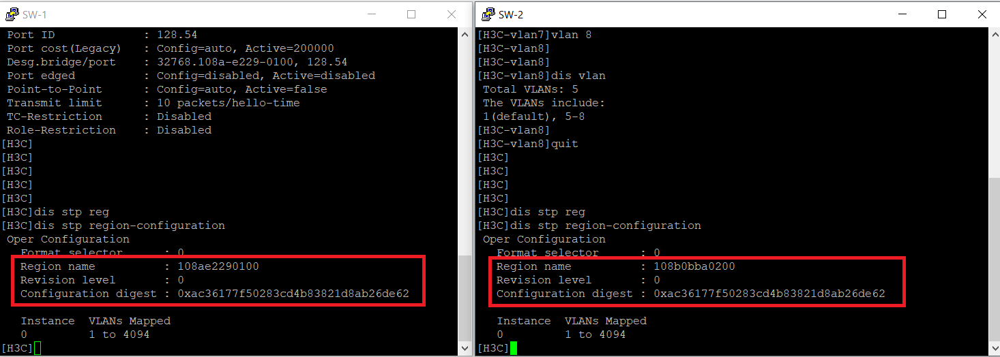 SW-1
Port ID : 128.54
Port cost(Legacy) : Config=auto, Active=200000
Desg.bridge/port : 32768.108a-e229-0100, 128.54
Port edged : Config=disabled, Active=disabled
Point-to-Point : Config=auto, Active=false
Transmit limit : 10 packets/hello-time
TC-Restriction : Disabled
Role-Restriction : Disabled
[H3C]
[H3C]
[H3C]
[H3C]
[H3C]
[H3C]dis stp reg
[H3C]dis stp region-configuration
Oper Configuration
Format selector : 0
Region name : 108ae2290100
Revision level : 0
Configuration digest : 0xac36177f50283cd4b83821d8ab26de62
Instance VLANs Mapped
0 1 to 4094
[H3C]
SW-2
[H3C-vlan7]vlan 8
[H3C-vlan8]
[H3C-vlan8]
[H3C-vlan8]dis vlan
Total VLANs: 5
The VLANs include:
1(default), 5-8
[H3C-vlan8]
[H3C-vlan8]quit
[H3C]
[H3C]
[H3C]
[H3C]
[H3C]dis stp reg
[H3C]dis stp region-configuration
Oper Configuration
Format selector : 0
Region name : 108b0bba0200
Revision level : 0
Configuration digest : 0xac36177f50283cd4b83821d8ab26de62
Instance VLANs Mapped
0 1 to 4094
[H3C]